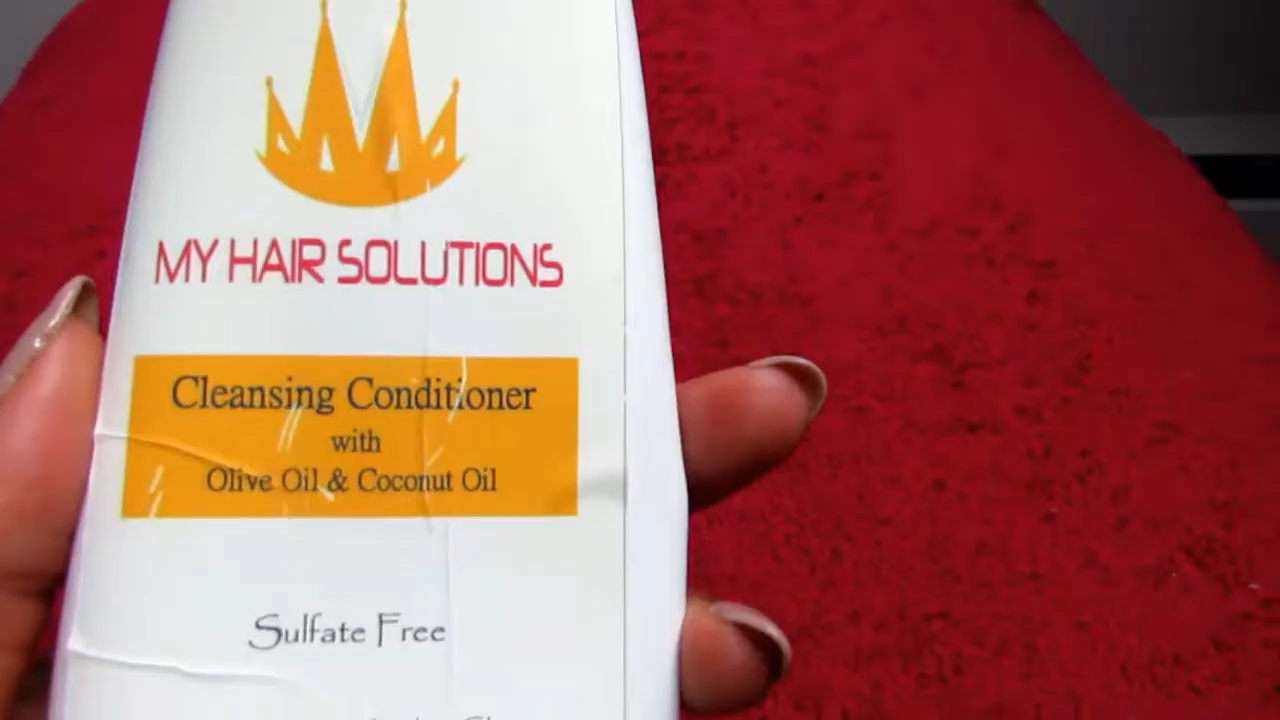 MY HAIR SOLUTIONS
Cleansing Conditioner
with
Olive Oil & Coconut Oil
Sulfate Free